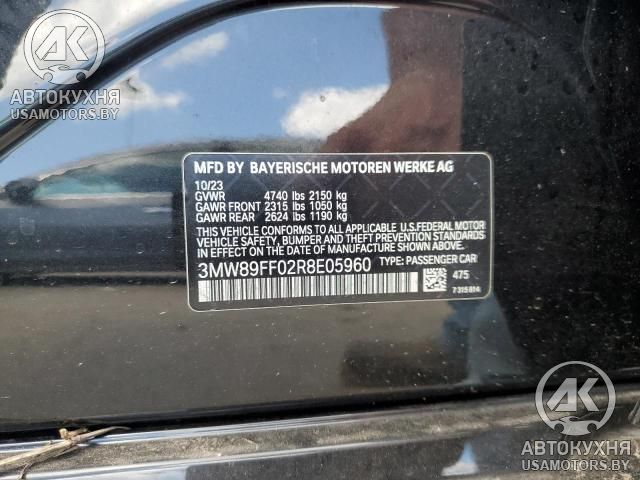 AK
АВТОКУХНЯ
USAMOTORS.BY
MFD BY BAYERISCHE MOTOREN WERKE AG
10/23
GVWR 4740 lbs 2150 kg
GAWR FRONT 2315 lbs 1050 kg
GAWR REAR 2624 lbs 1190 kg
THIS VEHICLE CONFORMS TO ALL APPLICABLE U.S.FEDERAL MOTOR
VEHICLE SAFETY, BUMPER AND THEFT PREVENTION STANDARDS
IN EFFECT ON THE DATE OF MANUFACTURE SHOWN ABOVE.
3MW89FF02R8E05960 TYPE: PASSENGER CAR
475
7315814
AK
АВТОКУХНЯ
USAMOTORS.BY